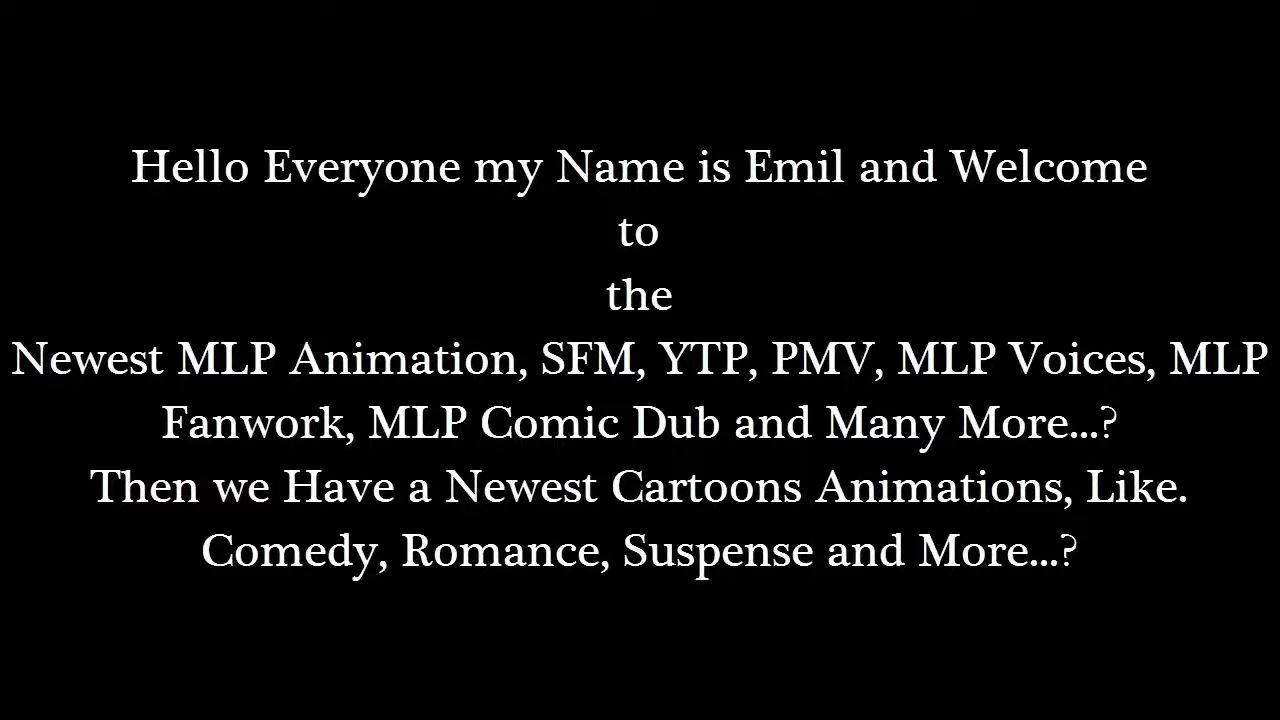 Hello Everyone my Name is Emil and Welcome
to
the
Newest MLP Animation, SFM, YTP, PMV, MLP Voices, MLP
Fanwork, MLP Comic Dub and Many More...?
Then we Have a Newest Cartoons Animations, Like.
Comedy, Romance, Suspense and More...?